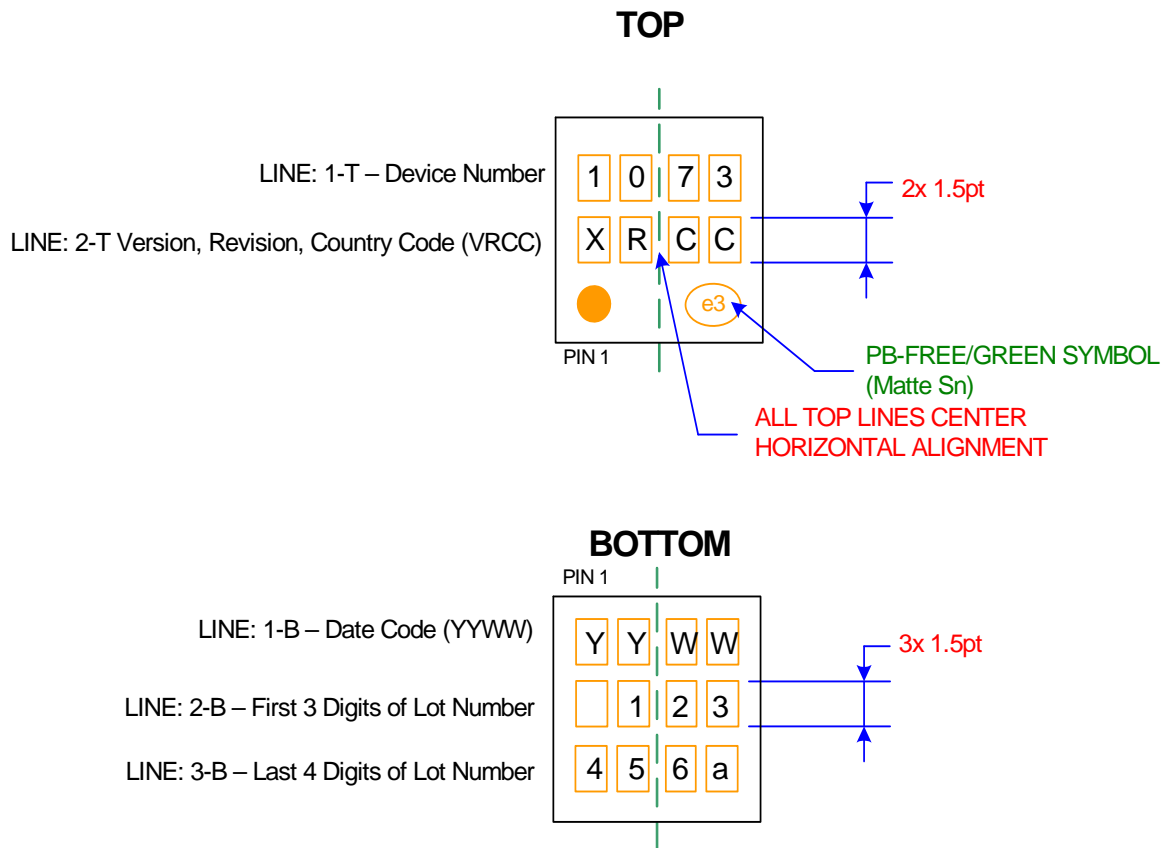 TOP
LINE: 1-T – Device Number
1 0 7 3
2x 1.5pt
LINE: 2-T Version, Revision, Country Code (VRCC)
X R C C
e3
PIN 1
PB-FREE/GREEN SYMBOL
(Matte Sn)
ALL TOP LINES CENTER
HORIZONTAL ALIGNMENT
BOTTOM
PIN 1
LINE: 1-B – Date Code (YYWW)
Y Y W W
3x 1.5pt
LINE: 2-B – First 3 Digits of Lot Number
1 2 3
LINE: 3-B – Last 4 Digits of Lot Number
4 5 6 a